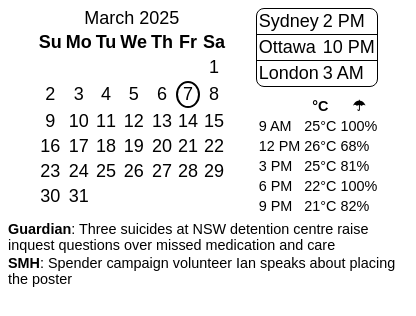 March 2025
Su Mo Tu We Th Fr Sa
1
2 3 4 5 6 7 8
9 10 11 12 13 14 15
16 17 18 19 20 21 22
23 24 25 26 27 28 29
30 31
Sydney 2 PM
Ottawa 10 PM
London 3 AM
°C ☂
9 AM 25°C 100%
12 PM 26°C 68%
3 PM 25°C 81%
6 PM 22°C 100%
9 PM 21°C 82%
Guardian: Three suicides at NSW detention centre raise
inquest questions over missed medication and care
SMH: Spender campaign volunteer Ian speaks about placing
the poster